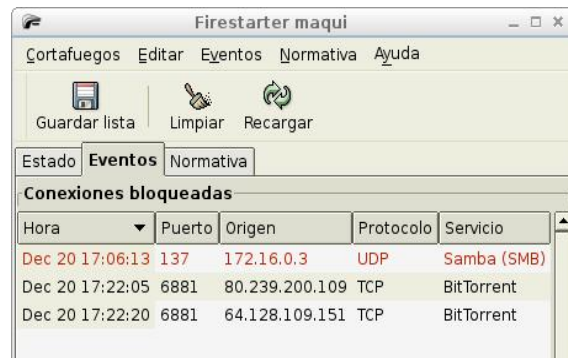 Firestarter maqui
Cortafuegos Editar Eventos Normativa Ayuda
Guardar lista Limpiar Recargar
Estado Eventos Normativa
Conexiones bloqueadas
Hora Puerto Origen Protocolo Servicio
Dec 20 17:06:13 137 172.16.0.3 UDP Samba (SMB)
Dec 20 17:22:05 6881 80.239.200.109 TCP BitTorrent
Dec 20 17:22:20 6881 64.128.109.151 TCP BitTorrent